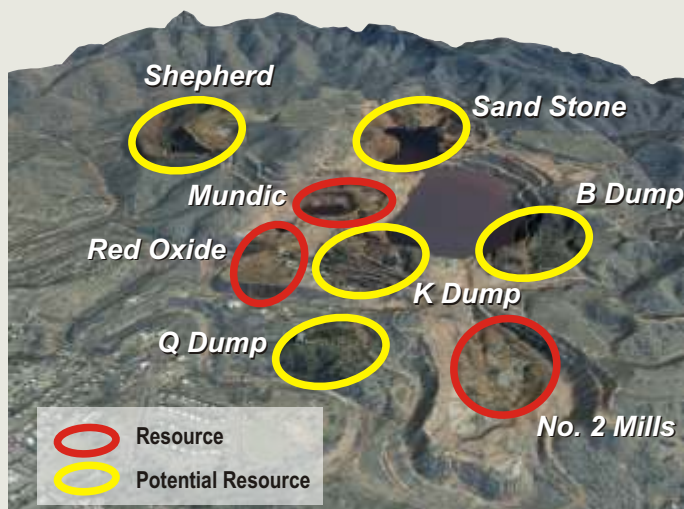 Shepherd
Sand Stone
Mundic
B Dump
Red Oxide
K Dump
Q Dump
No. 2 Mills
Resource
Potential Resource